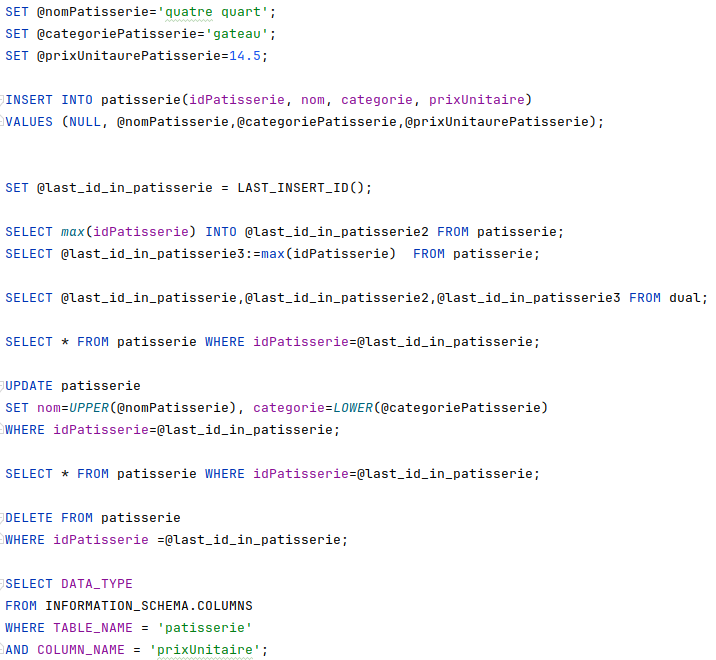 SET @nomPatisserie='quatre quart';
SET @categoriePatisserie='gateau';
SET @prixUnitaurePatisserie=14.5;
INSERT INTO patisserie(idPatisserie, nom, categorie, prixUnitaire)
VALUES (NULL, @nomPatisserie,@categoriePatisserie,@prixUnitaurePatisserie);
SET @last_id_in_patisserie = LAST_INSERT_ID();
SELECT max(idPatisserie) INTO @last_id_in_patisserie2 FROM patisserie;
SELECT @last_id_in_patisserie3:=max(idPatisserie)  FROM patisserie;
SELECT @last_id_in_patisserie,@last_id_in_patisserie2,@last_id_in_patisserie3 FROM dual;
SELECT * FROM patisserie WHERE idPatisserie=@last_id_in_patisserie;
UPDATE patisserie
SET nom=UPPER(@nomPatisserie), categorie=LOWER(@categoriePatisserie)
WHERE idPatisserie=@last_id_in_patisserie;
SELECT * FROM patisserie WHERE idPatisserie=@last_id_in_patisserie;
DELETE FROM patisserie
WHERE idPatisserie =@last_id_in_patisserie;
SELECT DATA_TYPE
FROM INFORMATION_SCHEMA.COLUMNS
WHERE TABLE_NAME = 'patisserie'
AND COLUMN_NAME = 'prixUnitaire';